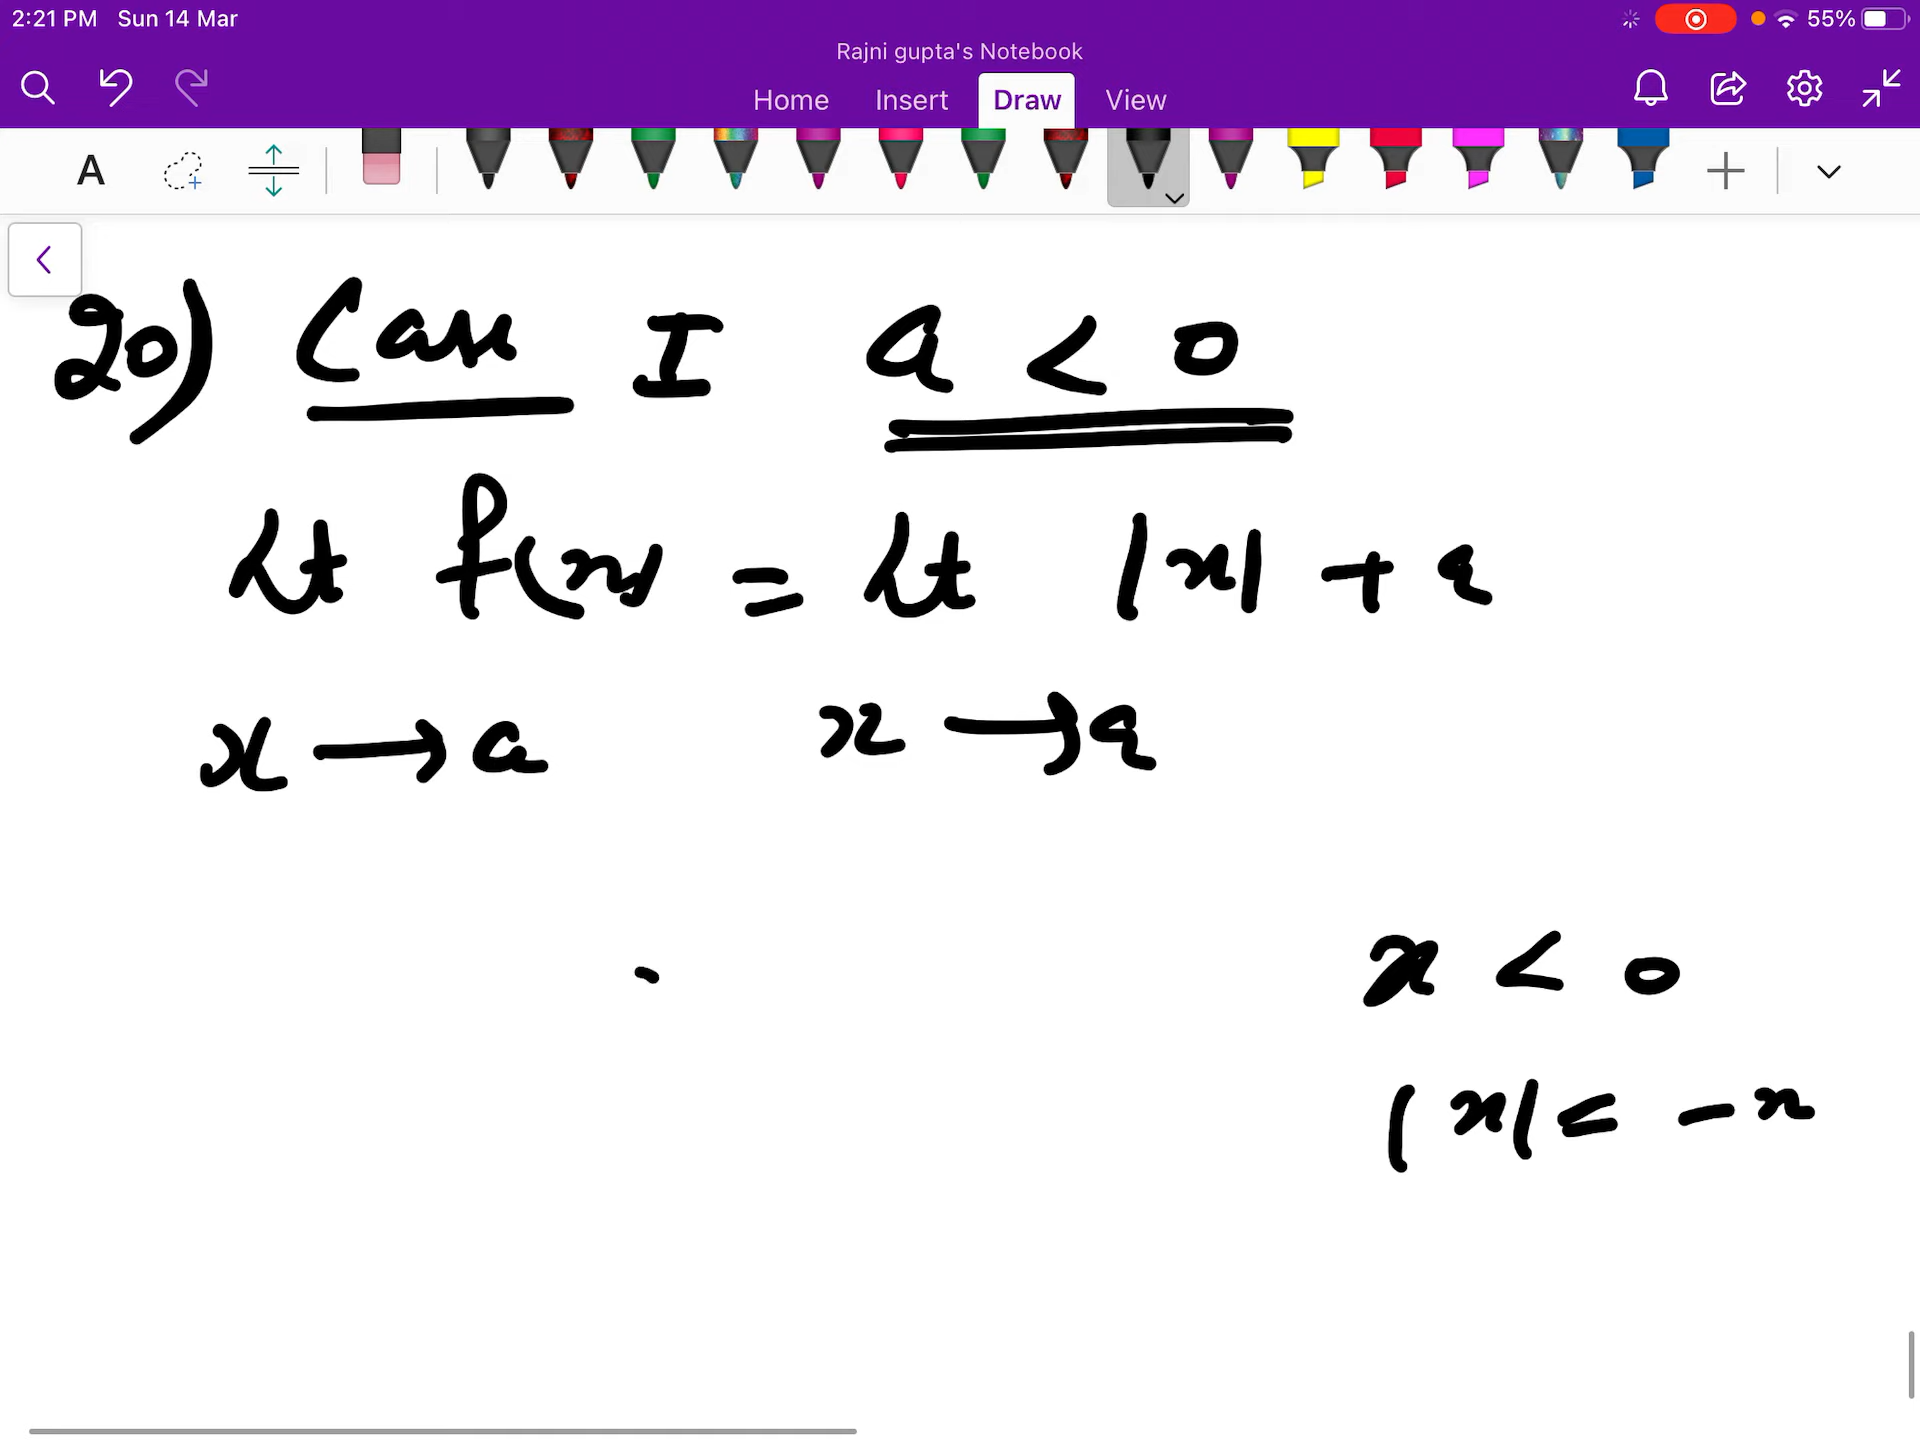 2:21 PM Sun 14 Mar
55%
Rajni gupta's Notebook
Home Insert Draw View
A
20) Case I a < 0
Lt f(x) = Lt |x| + a
x → a x → a
x < 0
|x| = - x